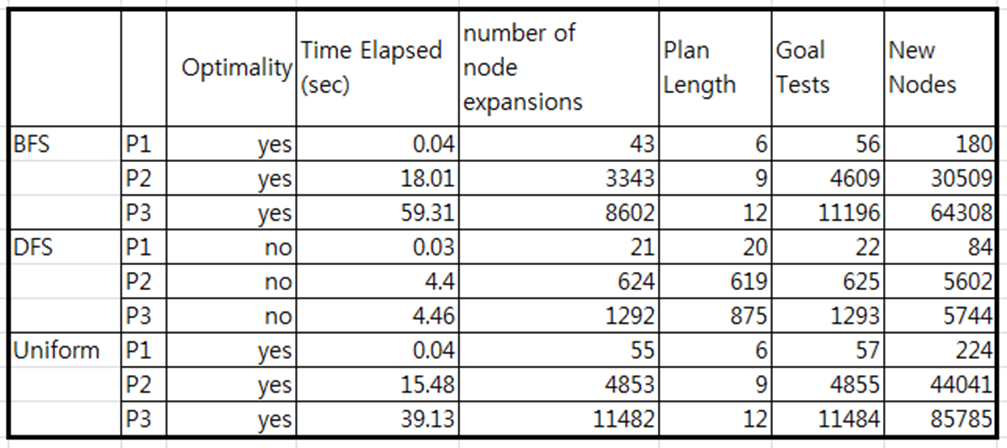 Optimality Time Elapsed (sec) number of node expansions Plan Length Goal Tests New Nodes
BFS P1 yes 0.04 43 6 56 180
P2 yes 18.01 3343 9 4609 30509
P3 yes 59.31 8602 12 11196 64308
DFS P1 no 0.03 21 20 22 84
P2 no 4.4 624 619 625 5602
P3 no 4.46 1292 875 1293 5744
Uniform P1 yes 0.04 55 6 57 224
P2 yes 15.48 4853 9 4855 44041
P3 yes 39.13 11482 12 11484 85785